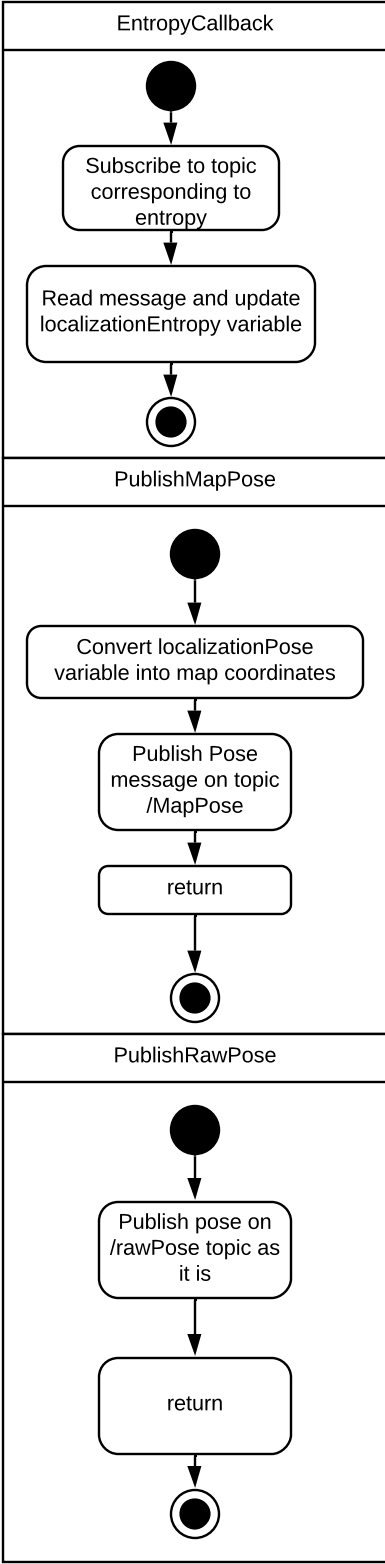 EntropyCallback
Subscribe to topic
corresponding to
entropy
Read message and update
localizationEntropy variable
PublishMapPose
Convert localizationPose
variable into map coordinates
Publish Pose
message on topic
/MapPose
return
PublishRawPose
Publish pose on
/rawPose topic as
it is
return